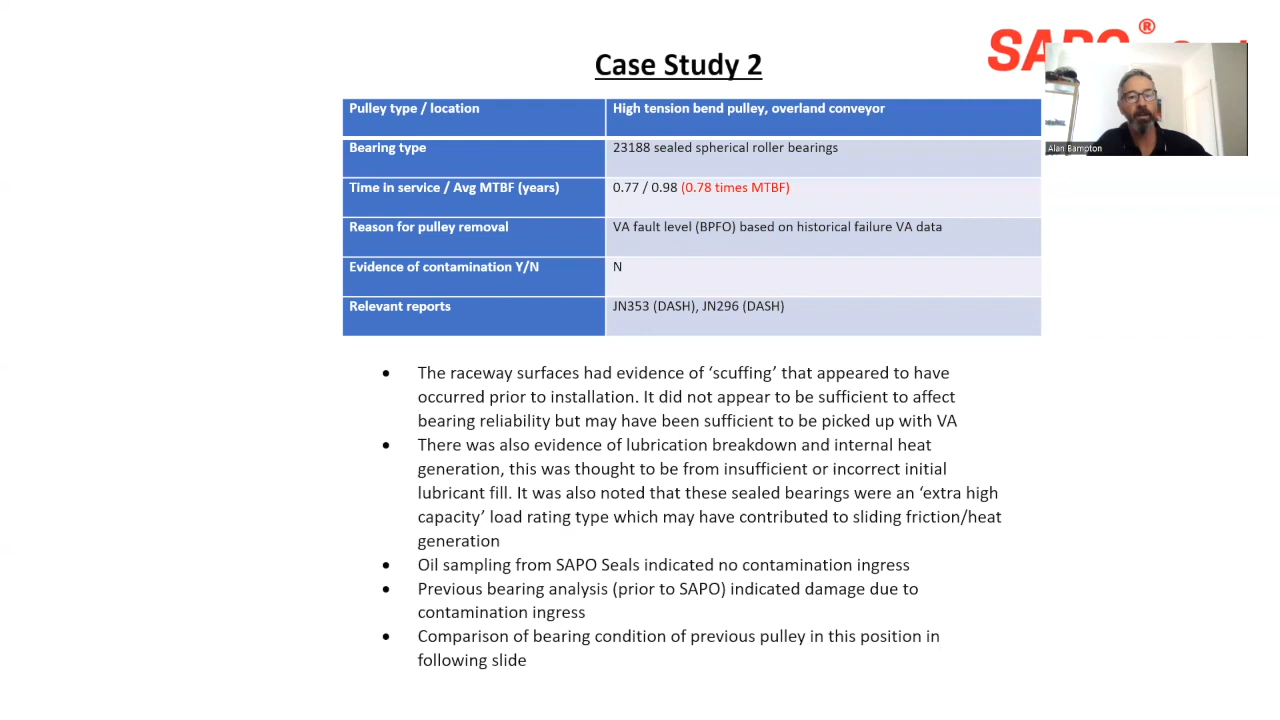 SAPO®
Case Study 2
Alan Bampton
Pulley type / location High tension bend pulley, overland conveyor
Bearing type 23188 sealed spherical roller bearings
Time in service / Avg MTBF (years) 0.77 / 0.98 (0.78 times MTBF)
Reason for pulley removal VA fault level (BPFO) based on historical failure VA data
Evidence of contamination Y/N N
Relevant reports JN353 (DASH), JN296 (DASH)
• The raceway surfaces had evidence of ‘scuffing’ that appeared to have
occurred prior to installation. It did not appear to be sufficient to affect
bearing reliability but may have been sufficient to be picked up with VA
• There was also evidence of lubrication breakdown and internal heat
generation, this was thought to be from insufficient or incorrect initial
lubricant fill. It was also noted that these sealed bearings were an ‘extra high
capacity’ load rating type which may have contributed to sliding friction/heat
generation
• Oil sampling from SAPO Seals indicated no contamination ingress
• Previous bearing analysis (prior to SAPO) indicated damage due to
contamination ingress
• Comparison of bearing condition of previous pulley in this position in
following slide